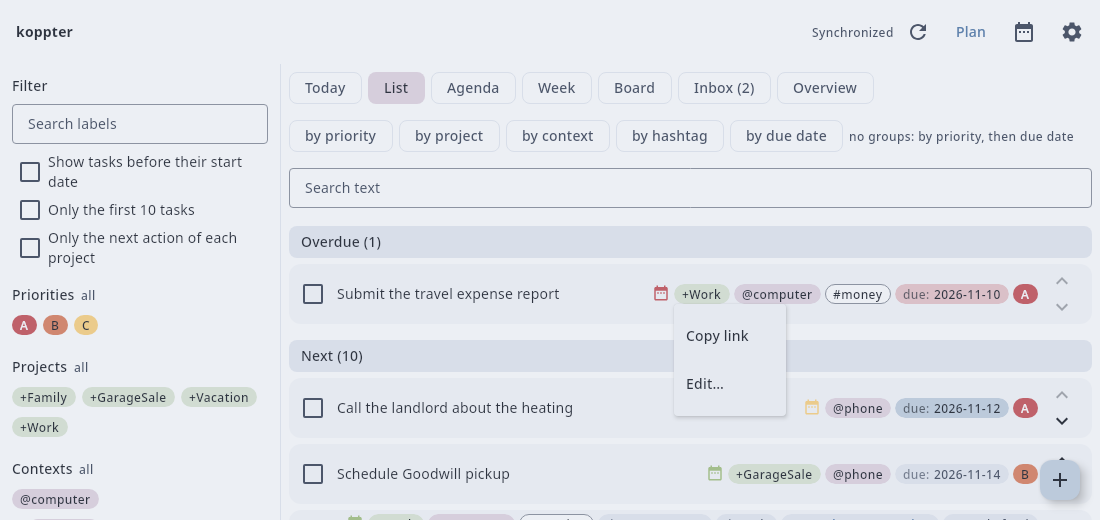 koppter
Synchronized Plan
Filter
Search labels
Show tasks before their start date
Only the first 10 tasks
Only the next action of each project
Priorities all
A B C
Projects all
+Family +GarageSale +Vacation
+Work
Contexts all
@computer
Today List Agenda Week Board Inbox (2) Overview
by priority by project by context by hashtag by due date no groups: by priority, then due date
Search text
Overdue (1)
Submit the travel expense report +Work @computer #money due: 2026-11-10 A
Copy link
Edit…
Next (10)
Call the landlord about the heating @phone due: 2026-11-12 A
Schedule Goodwill pickup +GarageSale @phone due: 2026-11-14 B